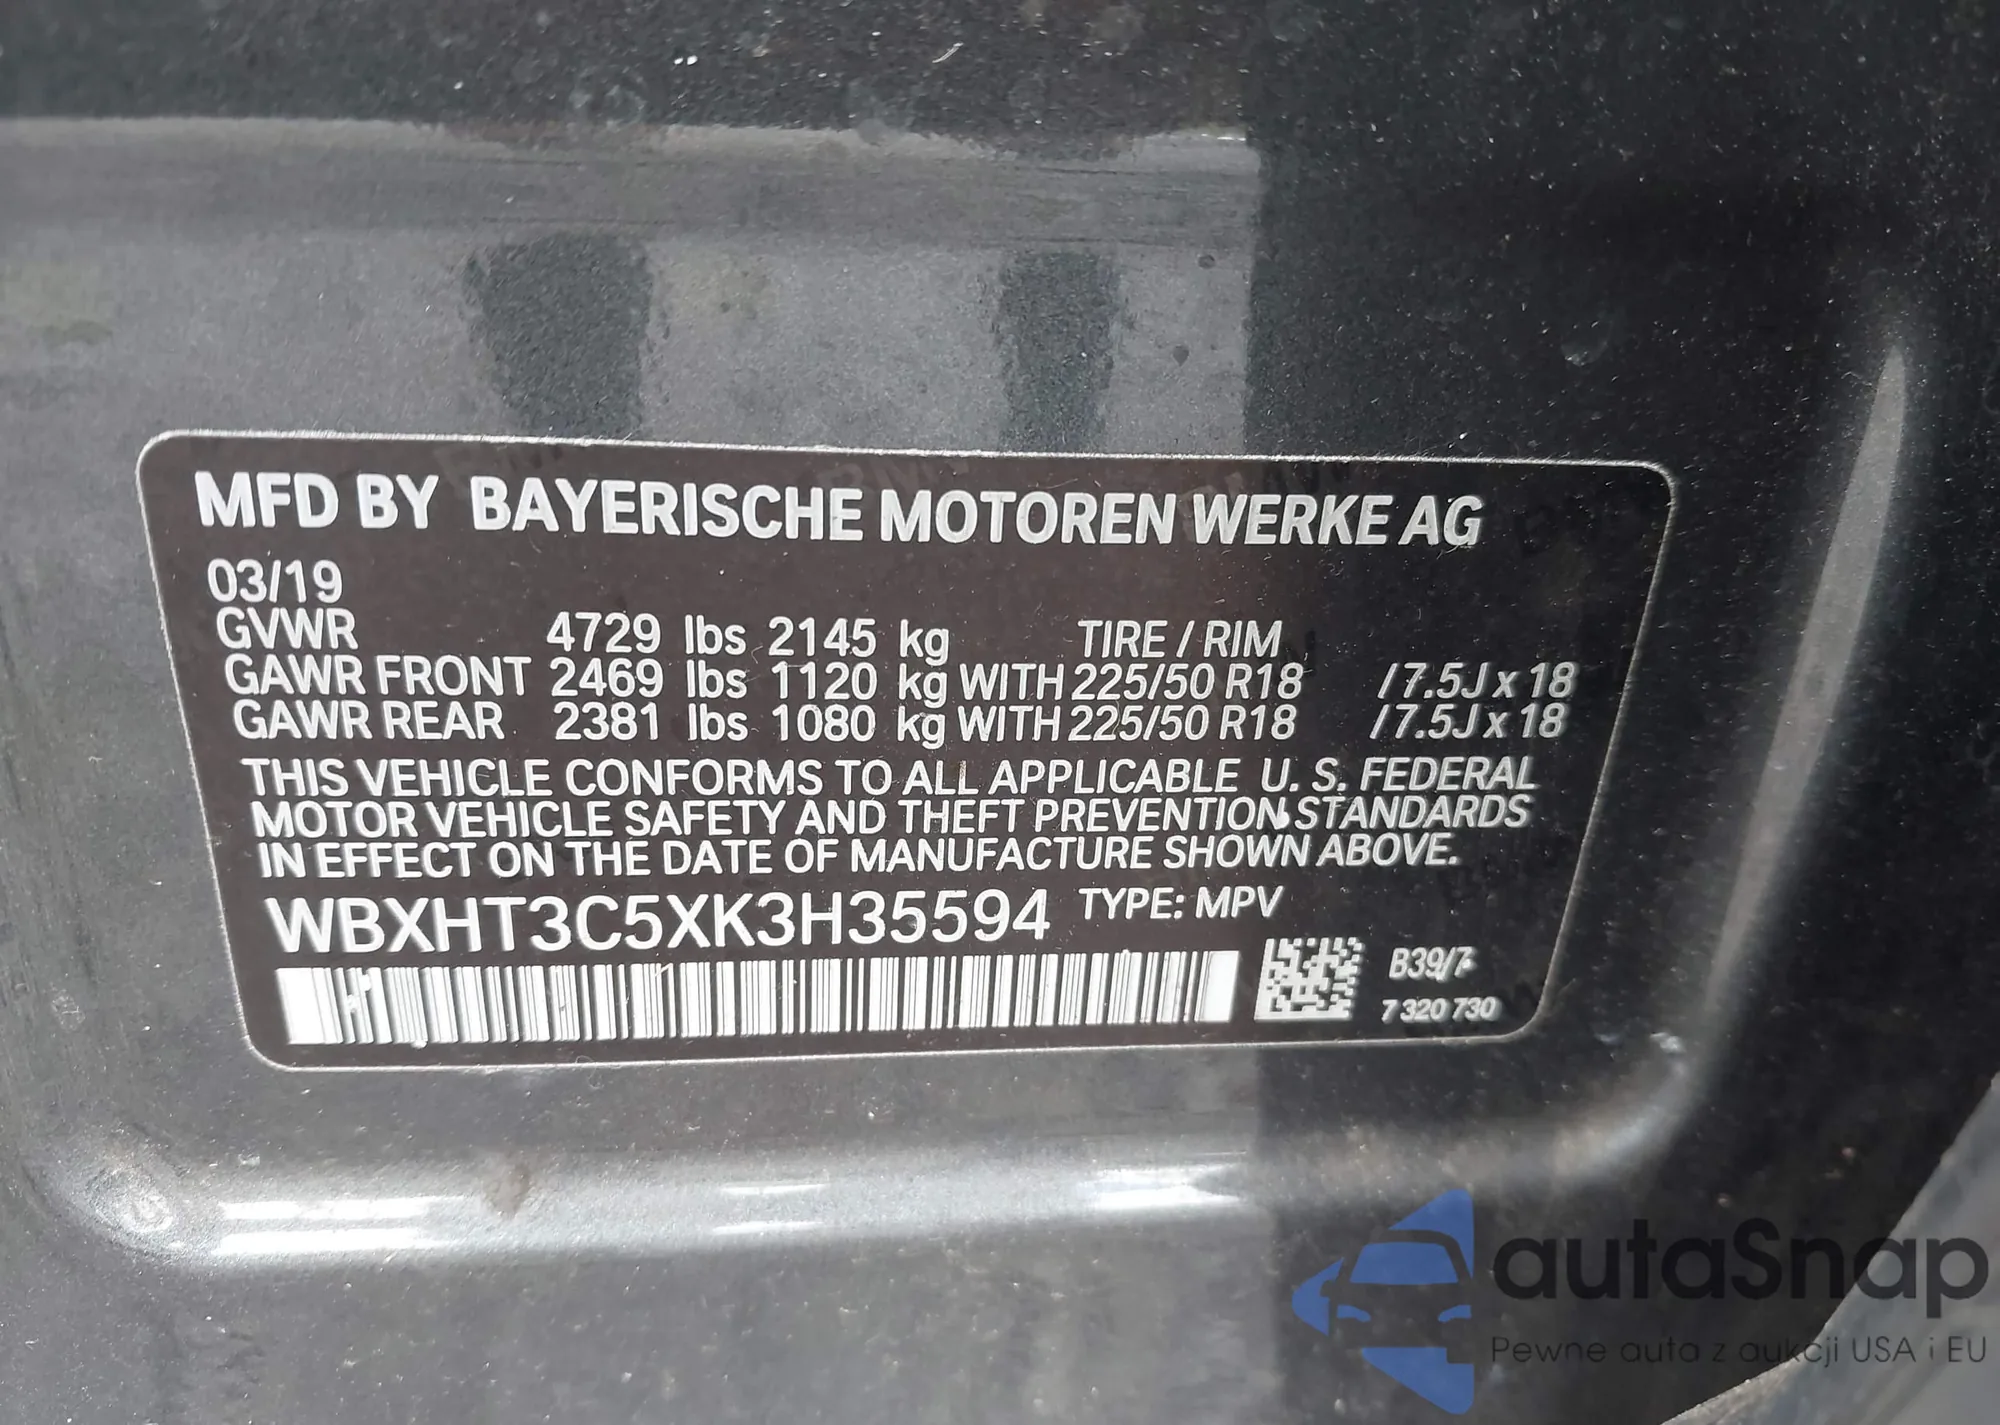 MFD BY BAYERISCHE MOTOREN WERKE AG
03/19
GVWR 4729 lbs 2145 kg TIRE / RIM
GAWR FRONT 2469 lbs 1120 kg WITH 225/50 R18 / 7.5J x 18
GAWR REAR 2381 lbs 1080 kg WITH 225/50 R18 / 7.5J x 18
THIS VEHICLE CONFORMS TO ALL APPLICABLE U. S. FEDERAL
MOTOR VEHICLE SAFETY AND THEFT PREVENTION STANDARDS
IN EFFECT ON THE DATE OF MANUFACTURE SHOWN ABOVE.
WBXHT3C5XK3H35594 TYPE: MPV
B39/7
7 320 730
autaSnap
Pewne auta z aukcji USA i EU